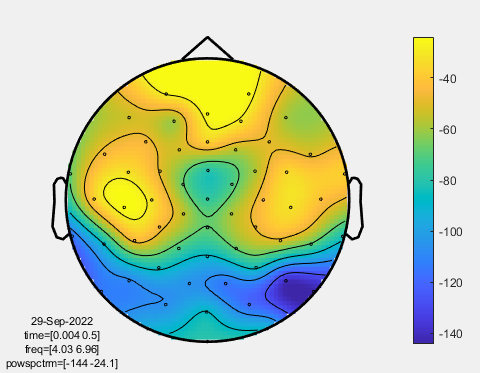 -40
-60
-80
-100
-120
-140
29-Sep-2022
time=[0.004 0.5]
freq=[4.03 6.96]
powspctrm=[-144 -24.1]